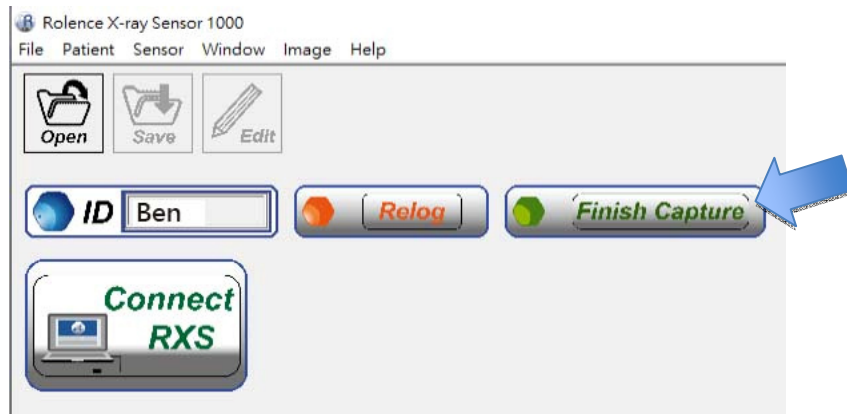 Rolence X-ray Sensor 1000
File Patient Sensor Window Image Help
Open Save Edit
ID Ben Relog Finish Capture
Connect
RXS